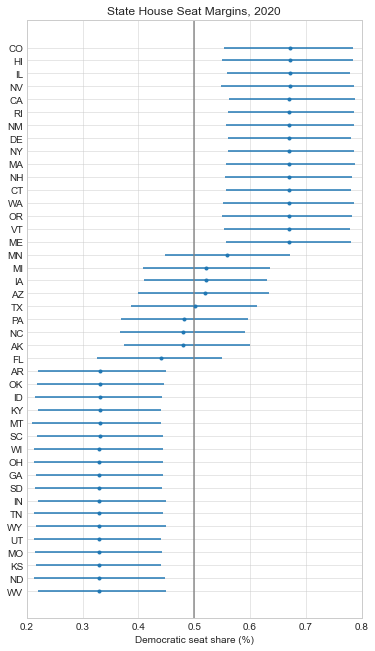 State House Seat Margins, 2020
CO
HI
IL
NV
CA
RI
NM
DE
NY
MA
NH
CT
WA
OR
VT
ME
MN
MI
IA
AZ
TX
PA
NC
AK
FL
AR
OK
ID
KY
MT
SC
WI
OH
GA
SD
IN
TN
WY
UT
MO
KS
ND
WV
0.2 0.3 0.4 0.5 0.6 0.7 0.8
Democratic seat share (%)